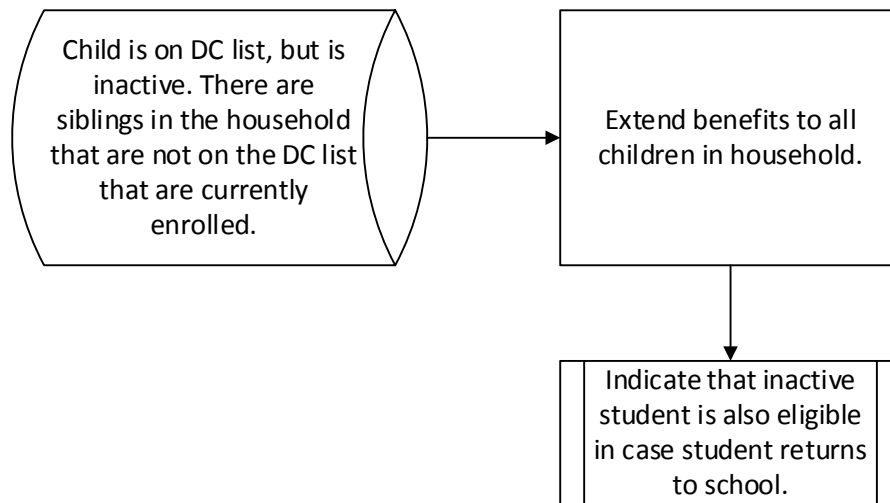 Child is on DC list, but is
inactive. There are
siblings in the household
that are not on the DC list
that are currently
enrolled.
Extend benefits to all
children in household.
Indicate that inactive
student is also eligible
in case student returns
to school.